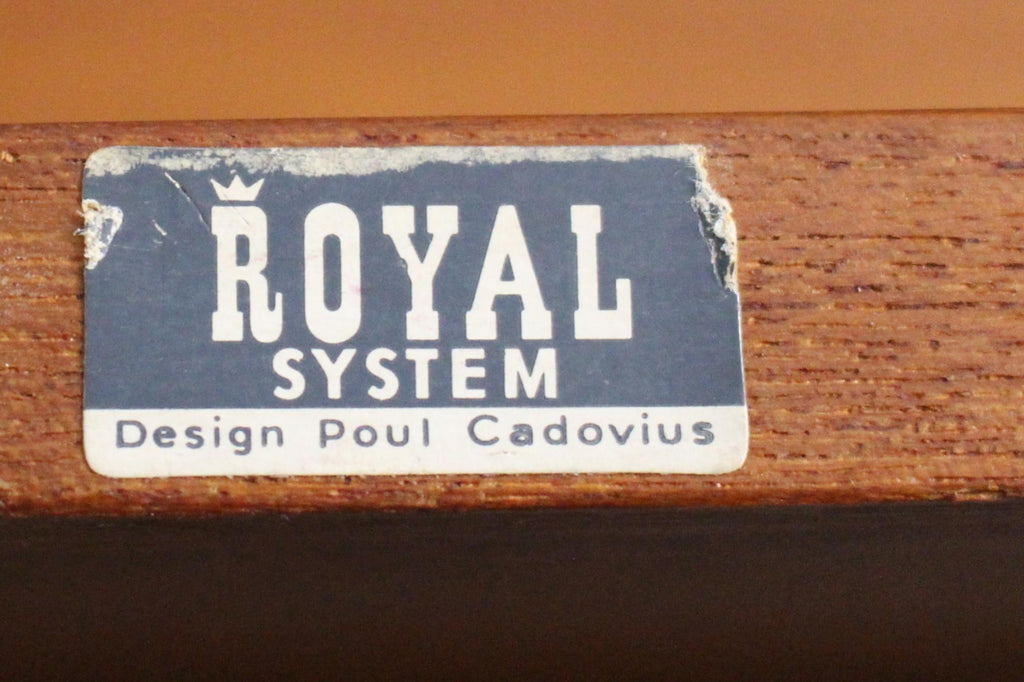 ROYAL
SYSTEM
Design Poul Cadovius